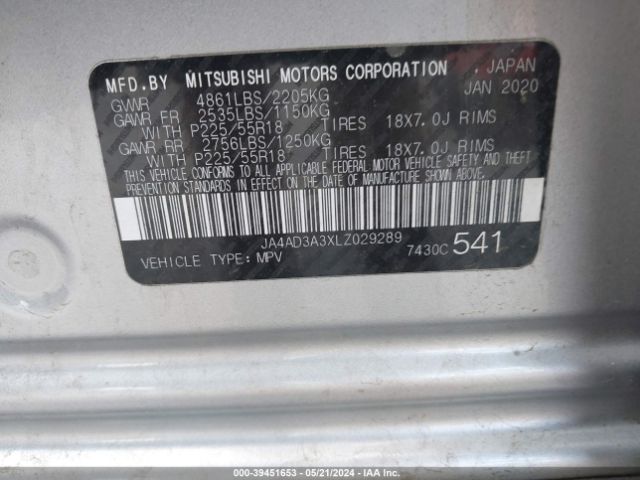 MFD.BY MITSUBISHI MOTORS CORPORATION , JAPAN
GVWR 4861LBS/2205KG JAN 2020
GAWR FR 2535LBS/1150KG
WITH P225/55R18 TIRES 18X7.0J RIMS
GAWR RR 2756LBS/1250KG
WITH P225/55R18 TIRES 18X7.0J RIMS
THIS VEHICLE CONFORMS TO ALL APPLICABLE FEDERAL MOTOR VEHICLE SAFETY AND THEFT
PREVENTION STANDARDS IN EFFECT ON THE DATE OF MANUFACTURE SHOWN ABOVE.
JA4AD3A3XLZ029289
VEHICLE TYPE: MPV 7430C 541
000-39451653 - 05/21/2024 - IAA Inc.